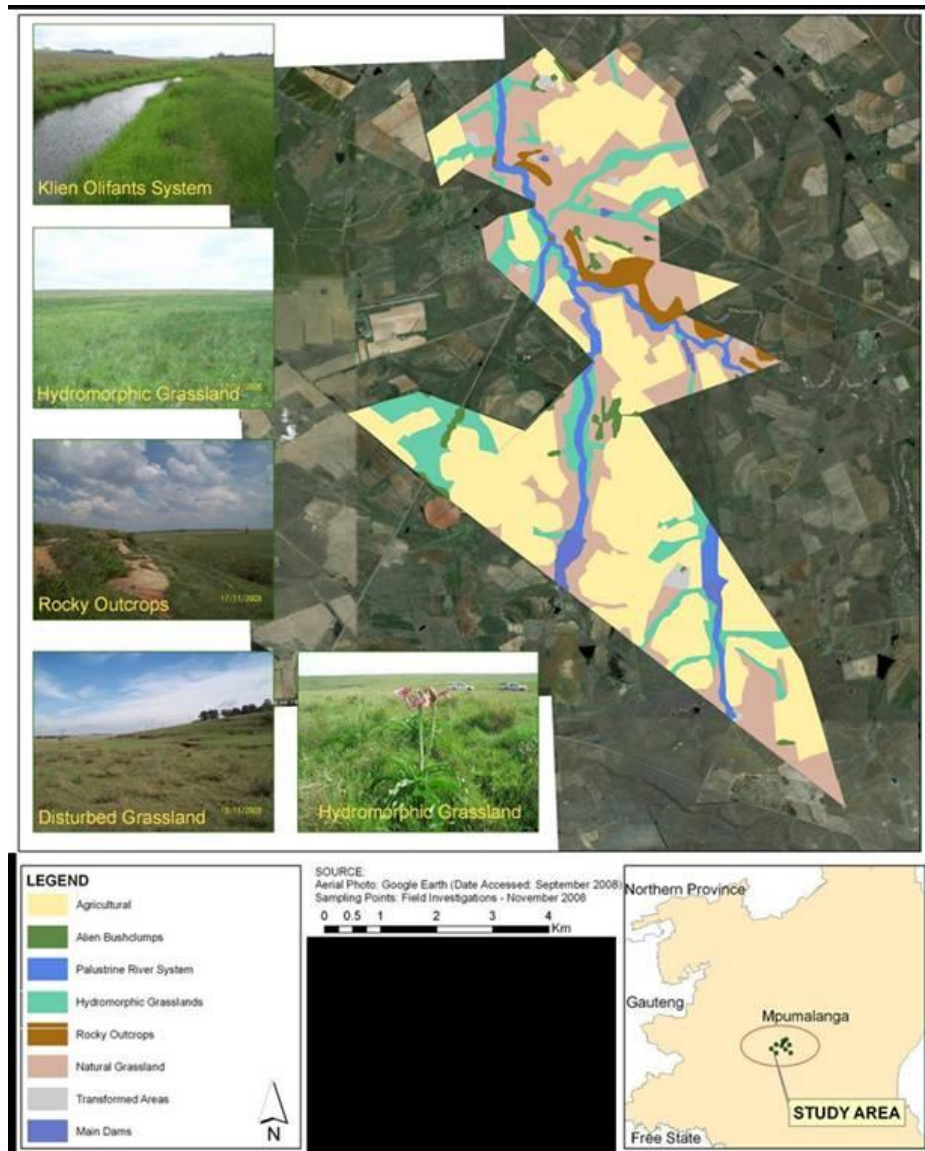 Klien Olifants System
Hydromorphic Grassland
Rocky Outcrops
17/11/2008
Disturbed Grassland
Hydromorphic Grassland
LEGEND
Agricultural
Alien Bushclumps
Palustrine River System
Hydromorphic Grasslands
Rocky Outcrops
Natural Grassland
Transformed Areas
Main Dams
N
SOURCE:
Aerial Photo: Google Earth (Date Accessed: September 2008)
Sampling Points: Field Investigations - November 2008
0 0.5 1 2 3 4
Km
Northern Province
Gauteng
Mpumalanga
STUDY AREA
Free State